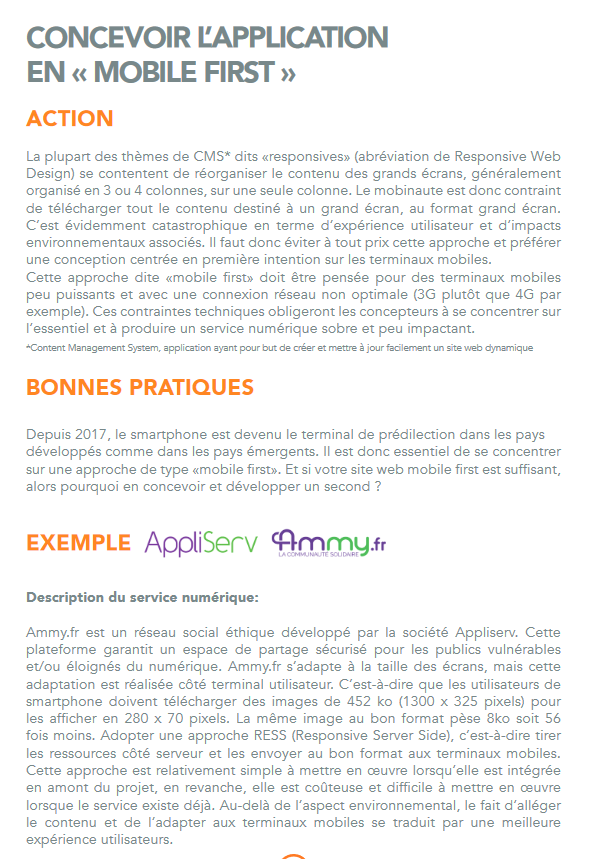 CONCEVOIR L'APPLICATION
EN « MOBILE FIRST »
ACTION
La plupart des thèmes de CMS* dits «responsives» (abréviation de Responsive Web
Design) se contentent de réorganiser le contenu des grands écrans, généralement
organisé en 3 ou 4 colonnes, sur une seule colonne. Le mobinaute est donc contraint
de télécharger tout le contenu destiné à un grand écran, au format grand écran.
C'est évidemment catastrophique en terme d'expérience utilisateur et d'impacts
environnementaux associés. Il faut donc éviter à tout prix cette approche et préférer
une conception centrée en première intention sur les terminaux mobiles.
Cette approche dite «mobile first» doit être pensée pour des terminaux mobiles
peu puissants et avec une connexion réseau non optimale (3G plutôt que 4G par
exemple). Ces contraintes techniques obligeront les concepteurs à se concentrer sur
l'essentiel et à produire un service numérique sobre et peu impactant.
*Content Management System, application ayant pour but de créer et mettre à jour facilement un site web dynamique
BONNES PRATIQUES
Depuis 2017, le smartphone est devenu le terminal de prédilection dans les pays
développés comme dans les pays émergents. Il est donc essentiel de se concentrer
sur une approche de type «mobile first». Et si votre site web mobile first est suffisant,
alors pourquoi en concevoir et développer un second ?
EXEMPLE AppliServ Ammy.fr
LA COMMUNAUTÉ SOLIDAIRE
Description du service numérique:
Ammy.fr est un réseau social éthique développé par la société Appliserv. Cette
plateforme garantit un espace de partage sécurisé pour les publics vulnérables
et/ou éloignés du numérique. Ammy.fr s'adapte à la taille des écrans, mais cette
adaptation est réalisée côté terminal utilisateur. C'est-à-dire que les utilisateurs de
smartphone doivent télécharger des images de 452 ko (1300 x 325 pixels) pour
les afficher en 280 x 70 pixels. La même image au bon format pèse 8ko soit 56
fois moins. Adopter une approche RESS (Responsive Server Side), c'est-à-dire tirer
les ressources côté serveur et les envoyer au bon format aux terminaux mobiles.
Cette approche est relativement simple à mettre en œuvre lorsqu'elle est intégrée
en amont du projet, en revanche, elle est coûteuse et difficile à mettre en œuvre
lorsque le service existe déjà. Au-delà de l'aspect environnemental, le fait d'alléger
le contenu et de l'adapter aux terminaux mobiles se traduit par une meilleure
expérience utilisateurs.